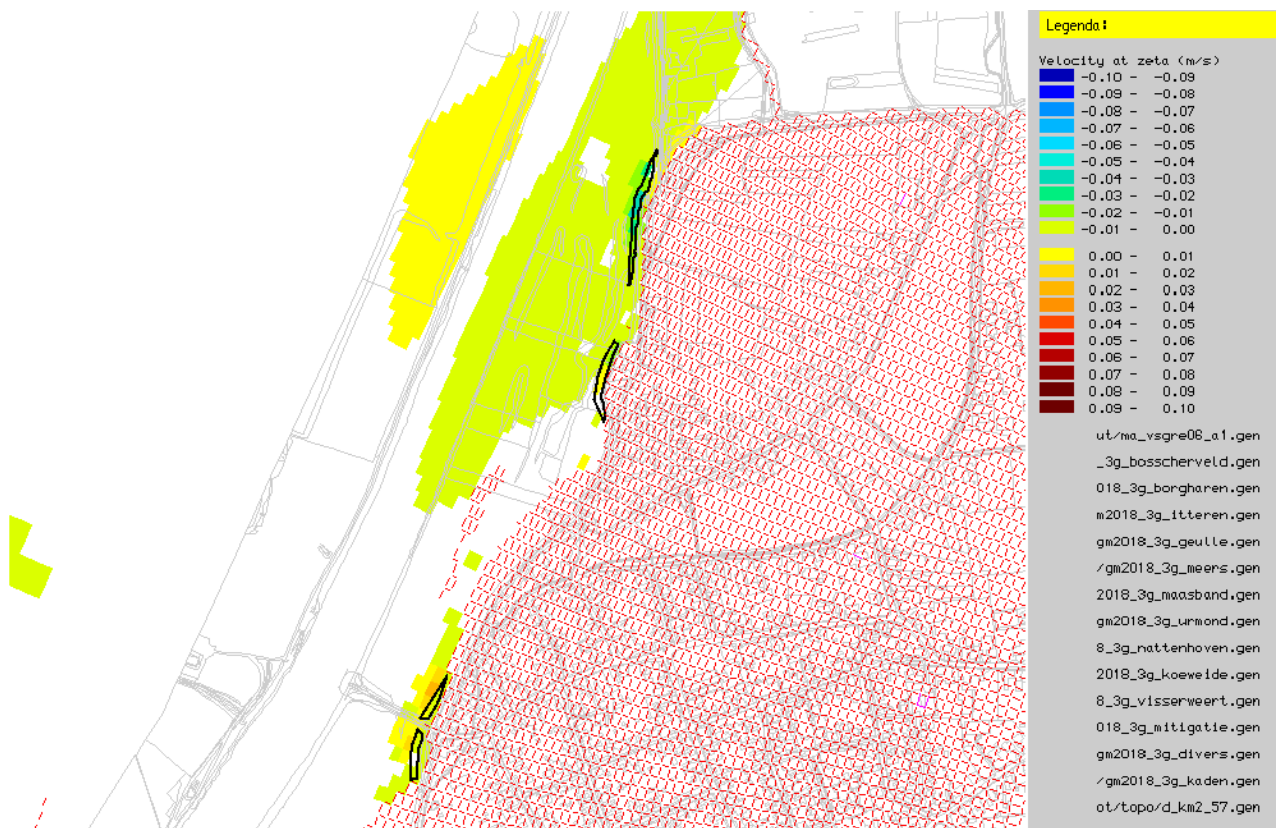 Legenda:
Velocity at zeta (m/s)
-0.10 - -0.09
-0.09 - -0.08
-0.08 - -0.07
-0.07 - -0.06
-0.06 - -0.05
-0.05 - -0.04
-0.04 - -0.03
-0.03 - -0.02
-0.02 - -0.01
-0.01 - 0.00
0.00 - 0.01
0.01 - 0.02
0.02 - 0.03
0.03 - 0.04
0.04 - 0.05
0.05 - 0.06
0.06 - 0.07
0.07 - 0.08
0.08 - 0.09
0.09 - 0.10
ut/ma_vsgre06_a1.gen
_3g_bosscherveld.gen
018_3g_borgharen.gen
m2018_3g_itteren.gen
gm2018_3g_geulle.gen
/gm2018_3g_meers.gen
2018_3g_maasband.gen
gm2018_3g_urmond.gen
8_3g_nattenhoven.gen
2018_3g_koeweide.gen
8_3g_visserweert.gen
018_3g_mitigatie.gen
gm2018_3g_divers.gen
/gm2018_3g_kaden.gen
ot/topo/d_km2_57.gen